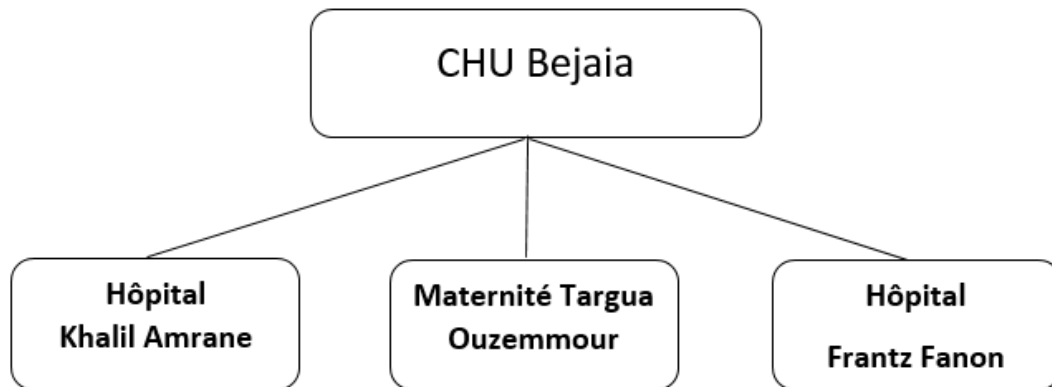 CHU Bejaia
Hôpital
Khalil Amrane
Maternité Targua
Ouzemmour
Hôpital
Frantz Fanon